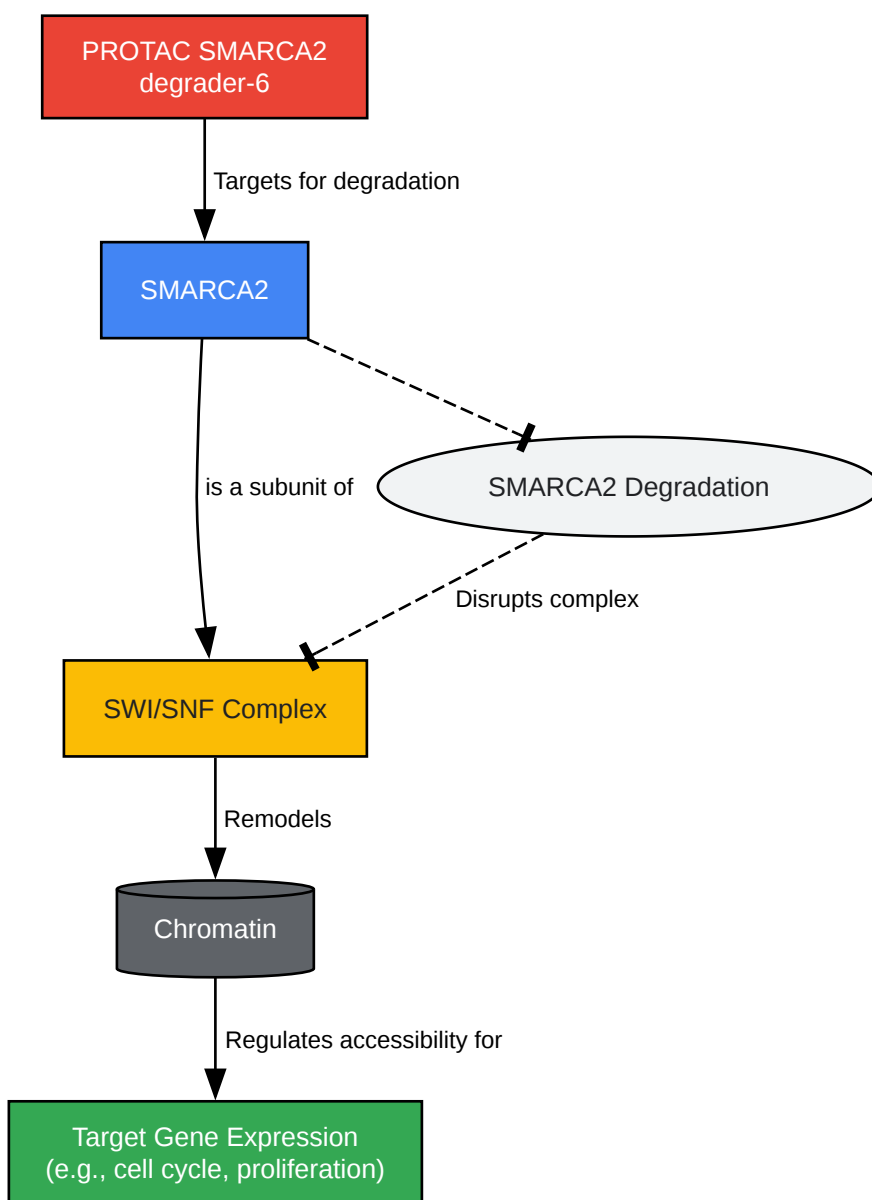 PROTAC SMARCA2
degrader-6
Targets for degradation
SMARCA2
is a subunit of
SMARCA2 Degradation
Disrupts complex
SWI/SNF Complex
Remodels
Chromatin
Regulates accessibility for
Target Gene Expression
(e.g., cell cycle, proliferation)